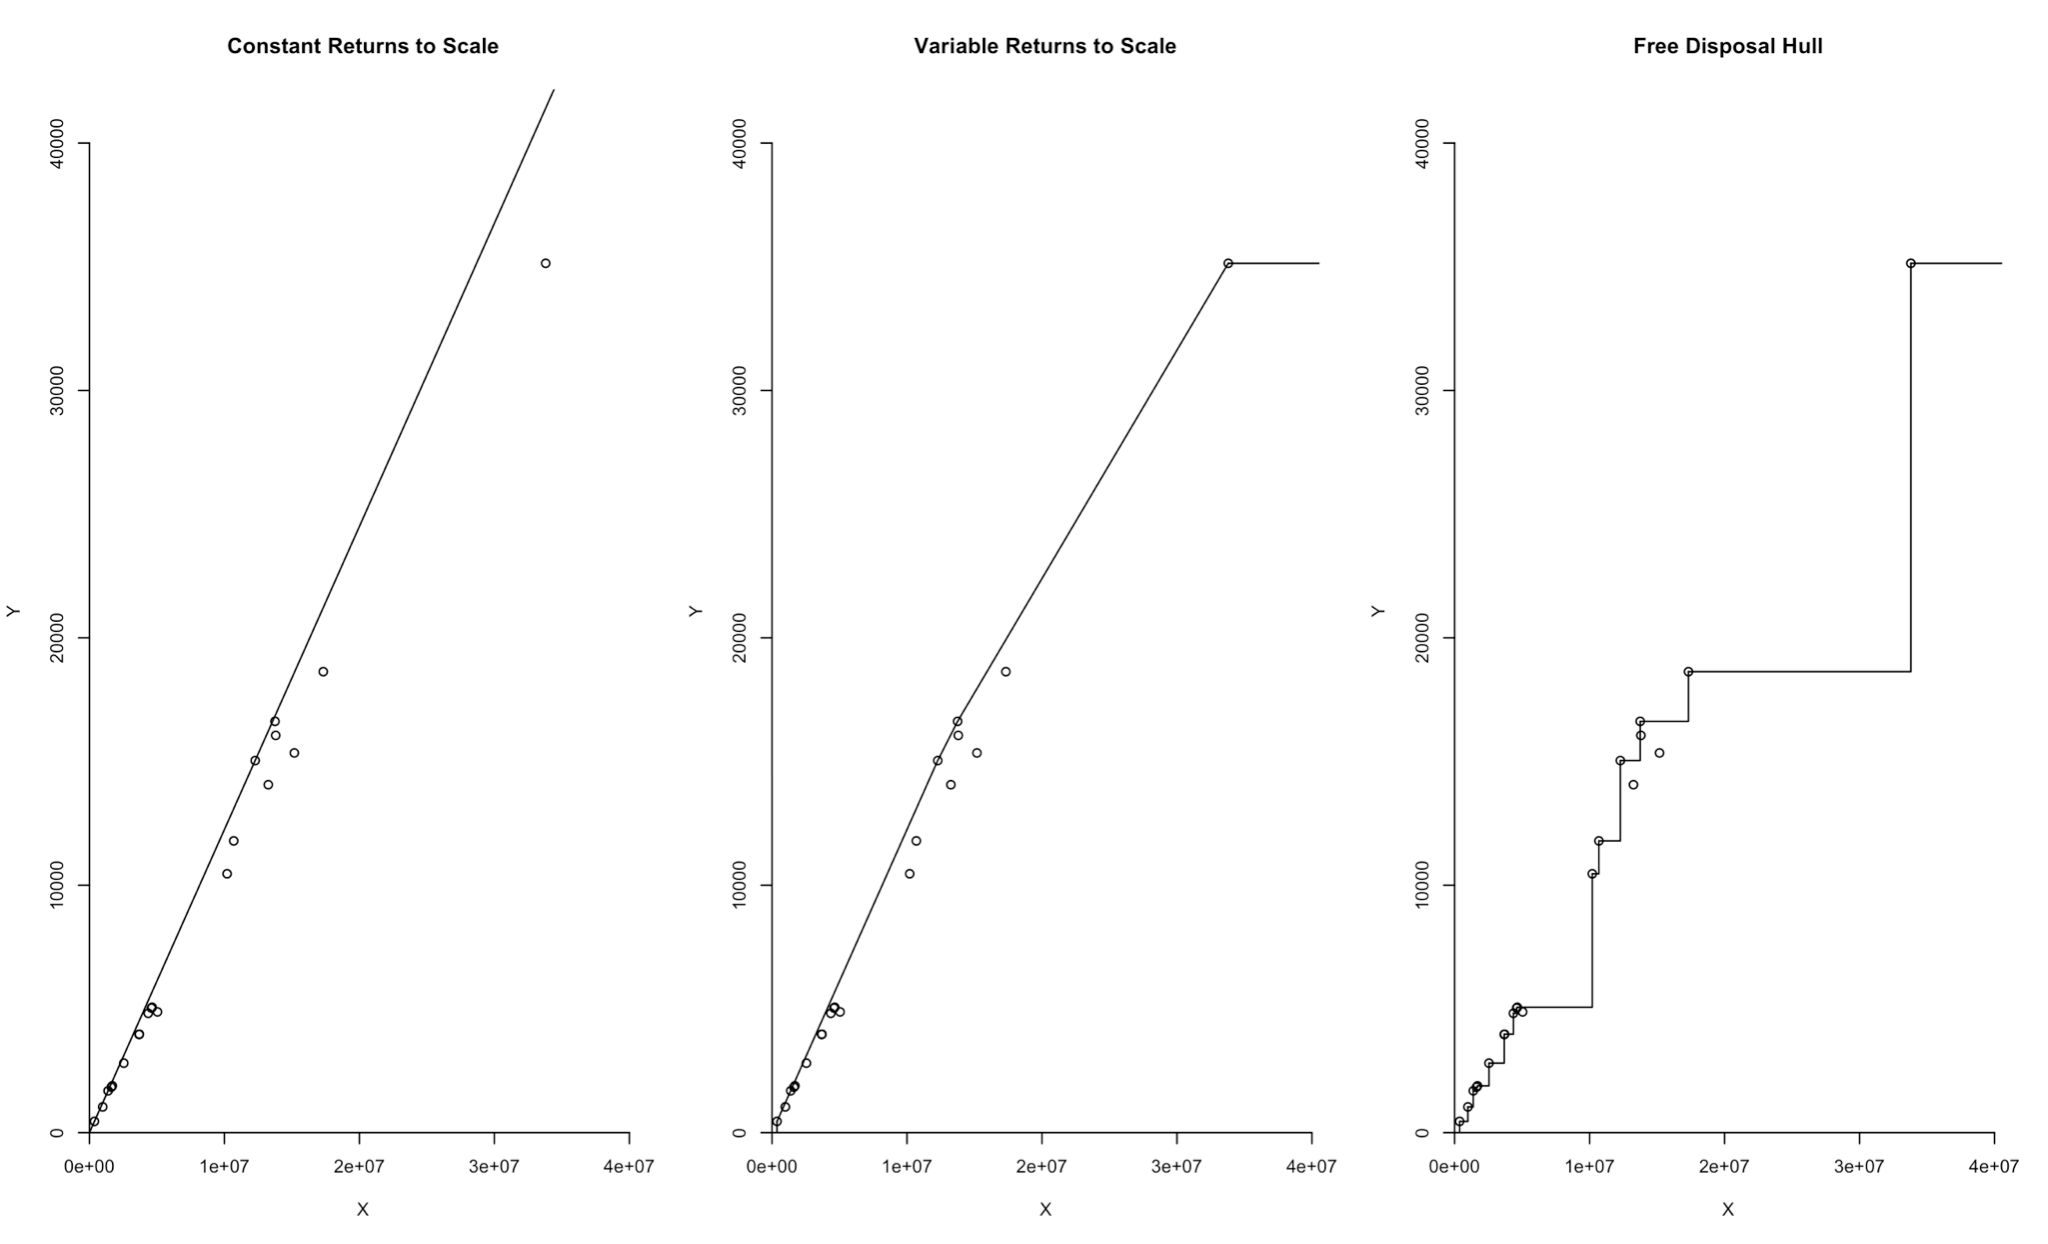 Constant Returns to Scale
Y
40000
30000
20000
10000
0
0e+00 1e+07 2e+07 3e+07 4e+07
X
Variable Returns to Scale
Y
40000
30000
20000
10000
0
0e+00 1e+07 2e+07 3e+07 4e+07
X
Free Disposal Hull
Y
40000
30000
20000
10000
0
0e+00 1e+07 2e+07 3e+07 4e+07
X